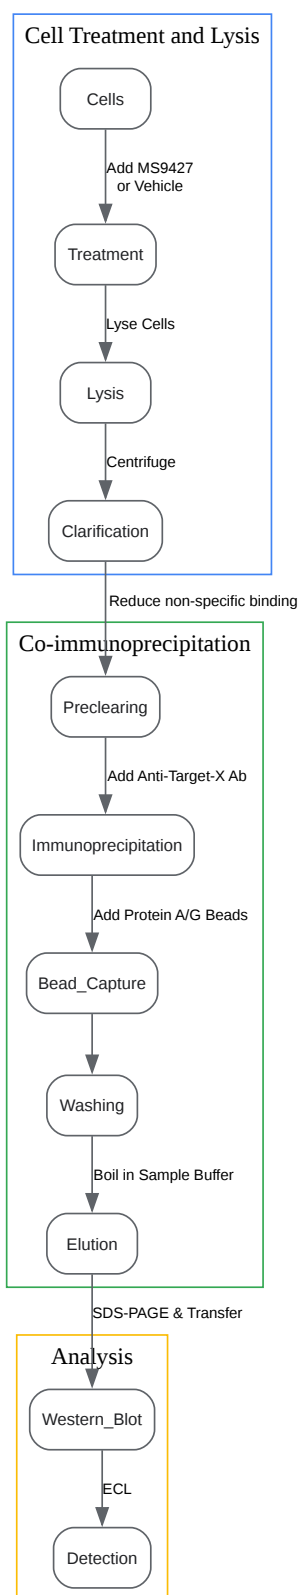 Cell Treatment and Lysis
Cells
Add MS9427
or Vehicle
Treatment
Lyse Cells
Lysis
Centrifuge
Clarification
Reduce non-specific binding
Co-immunoprecipitation
Preclearing
Add Anti-Target-X Ab
Immunoprecipitation
Add Protein A/G Beads
Bead_Capture
Washing
Boil in Sample Buffer
Elution
SDS-PAGE & Transfer
Analysis
Western_Blot
ECL
Detection